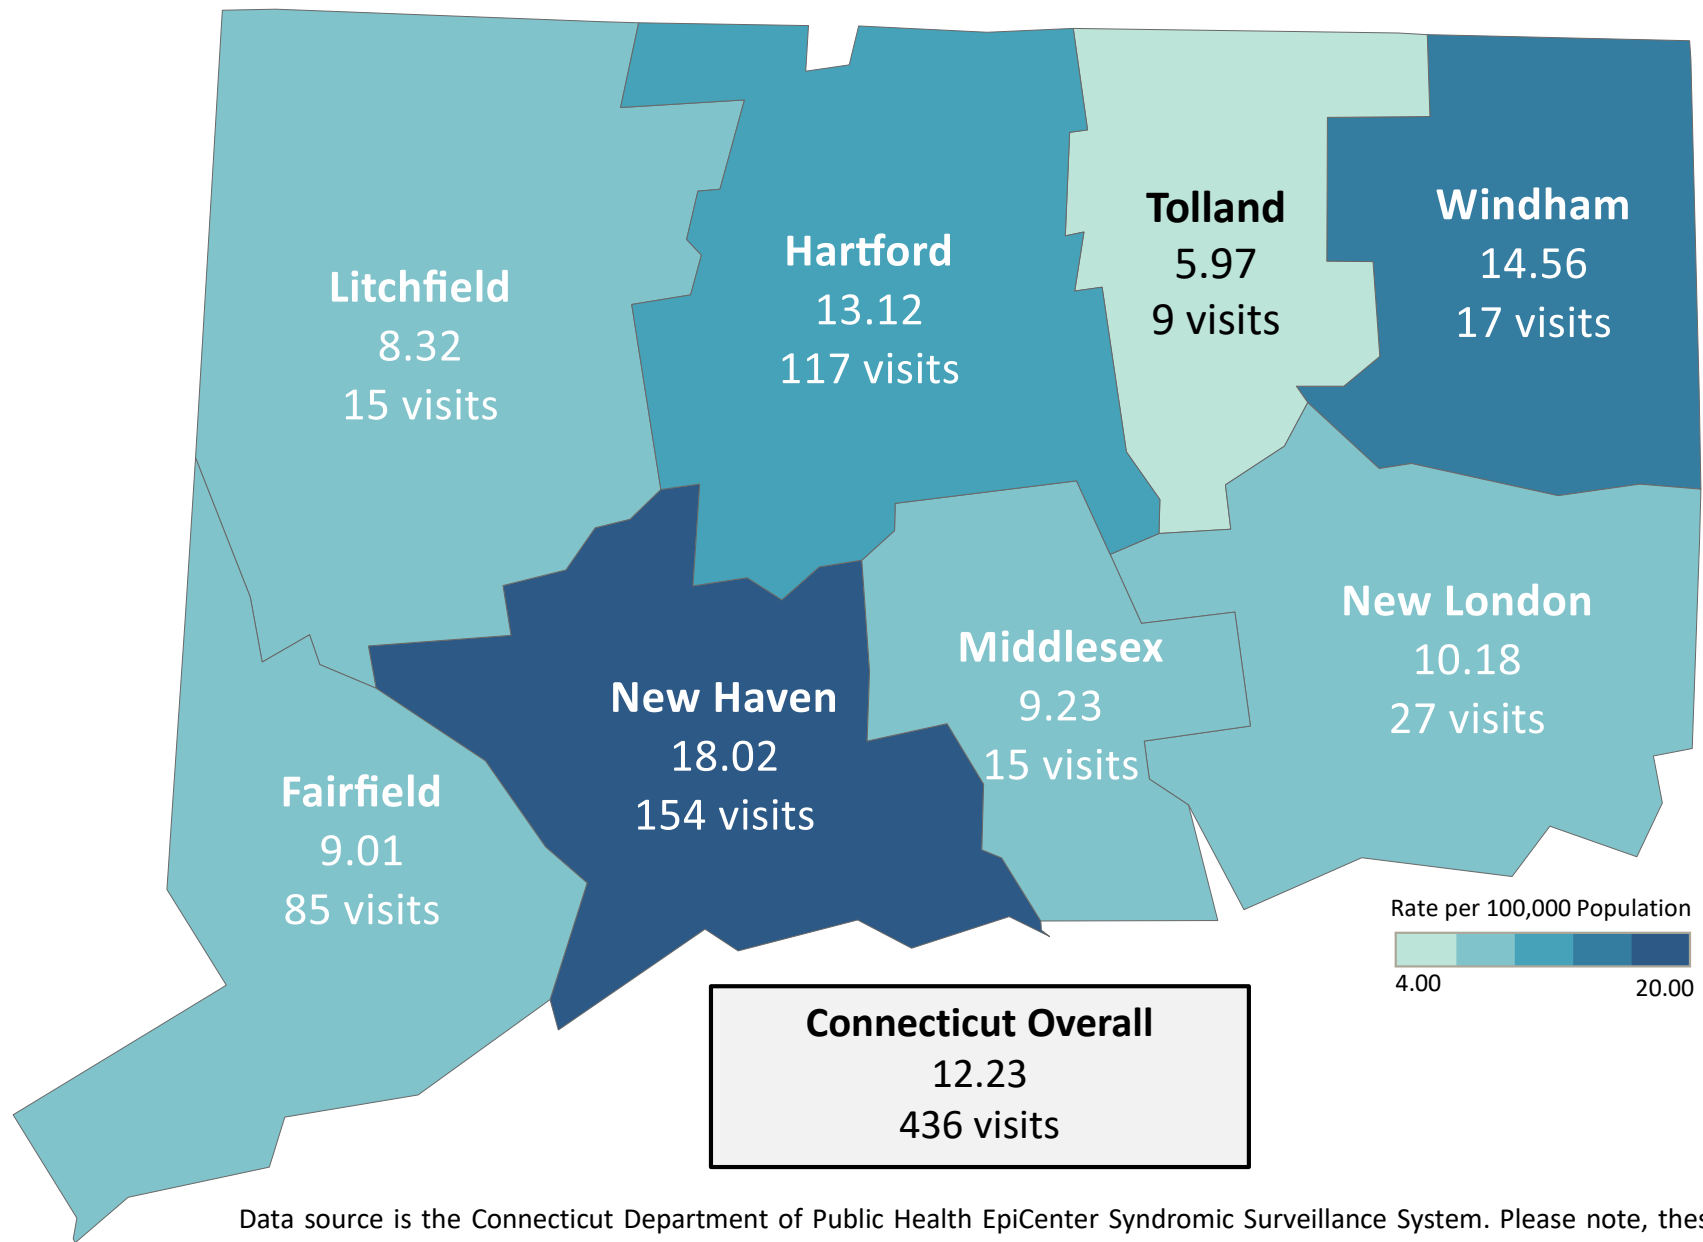 Tolland
5.97
9 visits
Windham
14.56
17 visits
Hartford
13.12
117 visits
Litchfield
8.32
15 visits
New London
10.18
27 visits
Middlesex
9.23
15 visits
New Haven
18.02
154 visits
Fairfield
9.01
85 visits
Rate per 100,000 Population
4.00
20.00
Connecticut Overall
12.23
436 visits
Data source is the Connecticut Department of Public Health EpiCenter Syndromic Surveillance System. Please note,